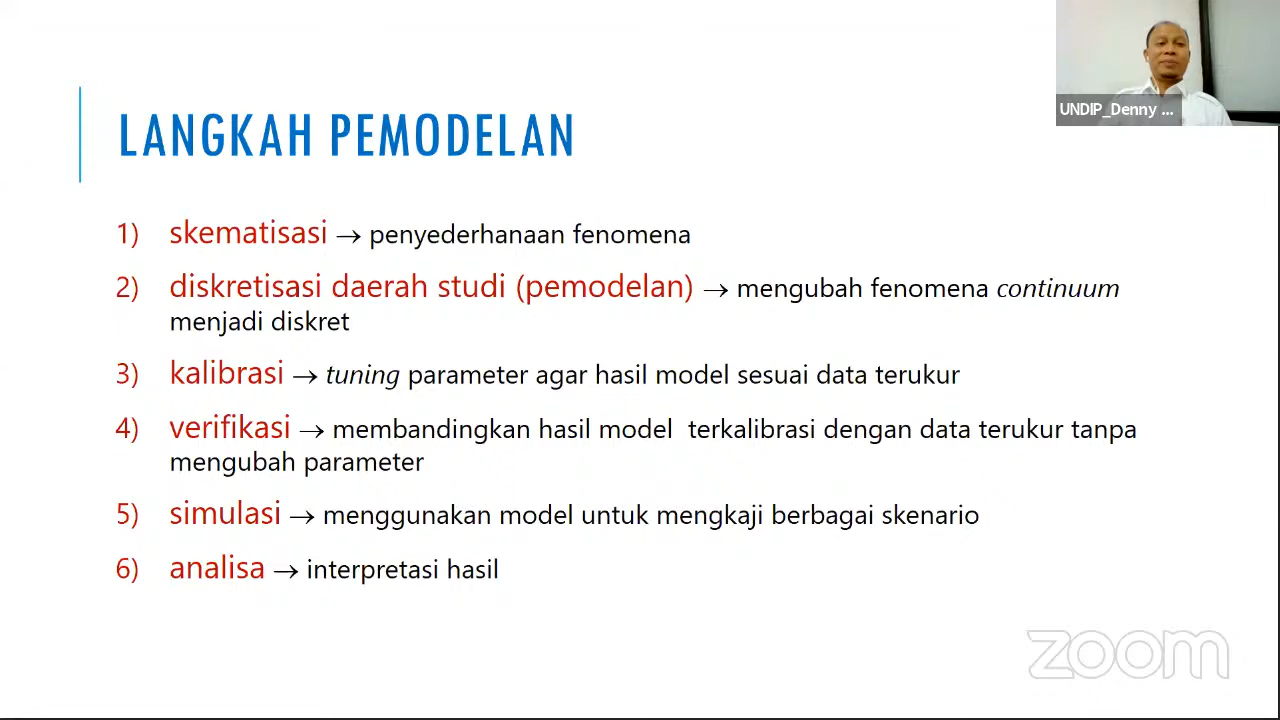 UNDIP_Denny ...
LANGKAH PEMODELAN
1) skematisasi → penyederhanaan fenomena
2) diskretisasi daerah studi (pemodelan) → mengubah fenomena continuum
menjadi diskret
3) kalibrasi → tuning parameter agar hasil model sesuai data terukur
4) verifikasi → membandingkan hasil model terkalibrasi dengan data terukur tanpa
mengubah parameter
5) simulasi → menggunakan model untuk mengkaji berbagai skenario
6) analisa → interpretasi hasil
zoom